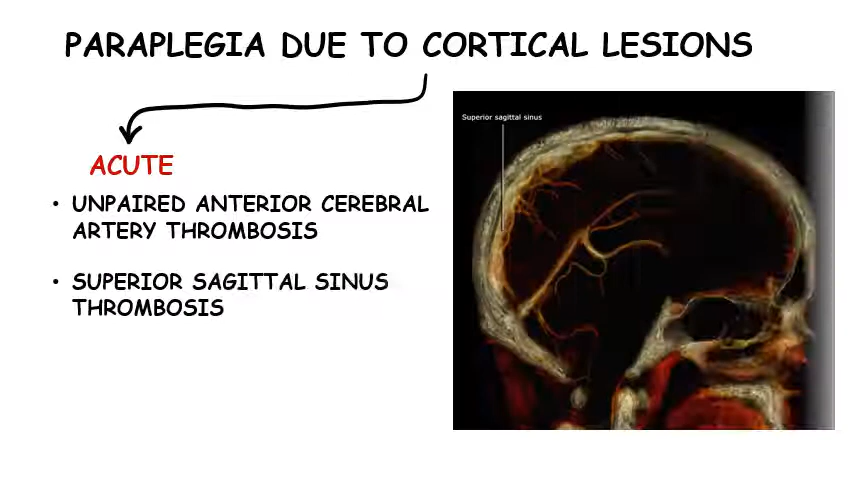 PARAPLEGIA DUE TO CORTICAL LESIONS
Superior sagittal sinus
ACUTE
• UNPAIRED ANTERIOR CEREBRAL
ARTERY THROMBOSIS
• SUPERIOR SAGITTAL SINUS
THROMBOSIS